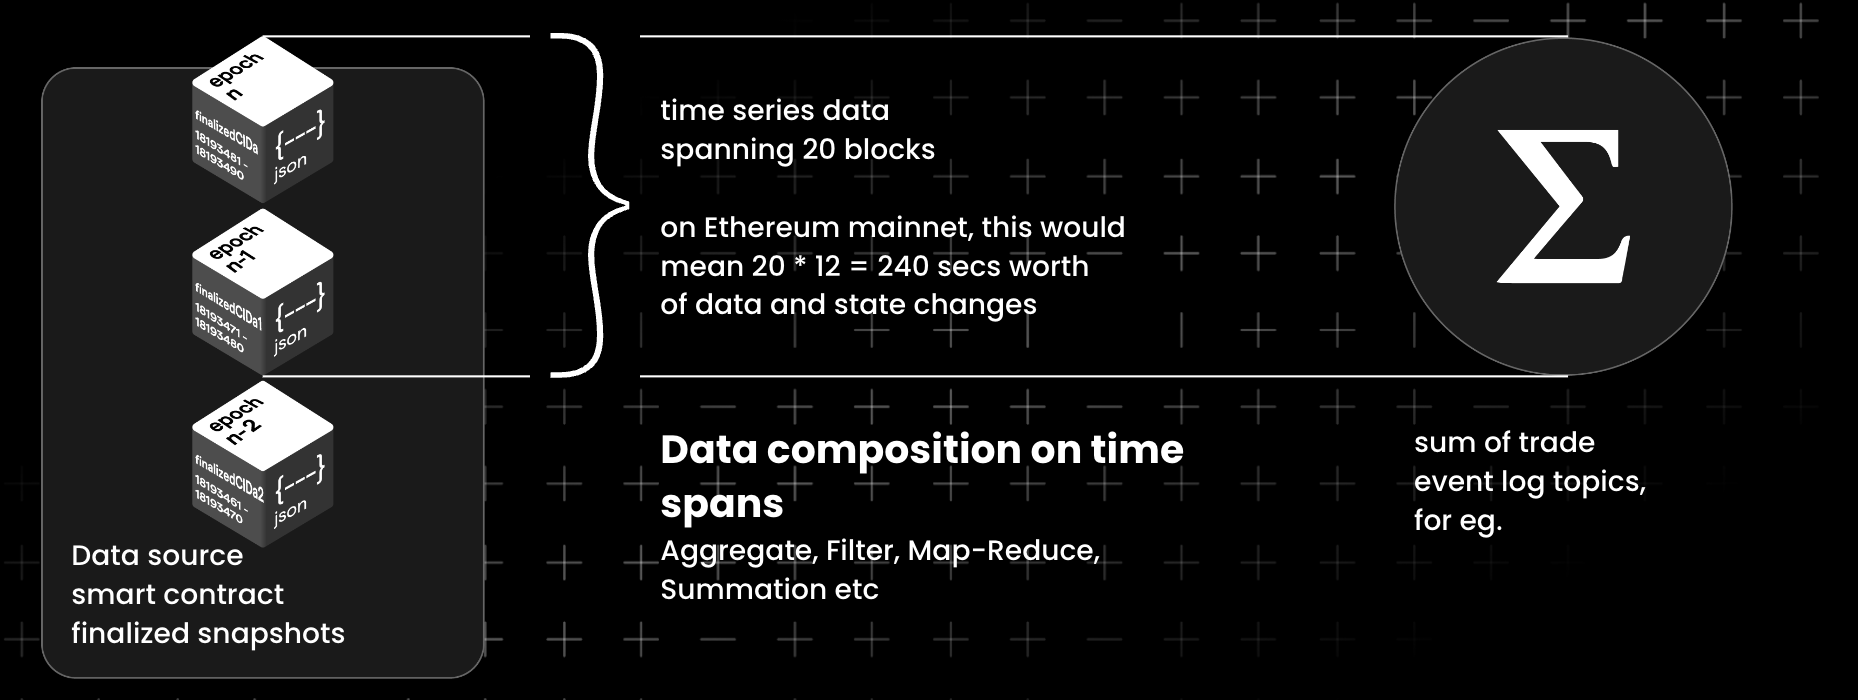 epoch
n
finalizedCIDa
18193481 -
18193490
{---}
json
epoch
n-1
finalizedCIDa1
18193471 -
18193480
{---}
json
epoch
n-2
finalizedCIDa2
18193461 -
18193470
{---}
json
Data source
smart contract
finalized snapshots
time series data
spanning 20 blocks
on Ethereum mainnet, this would
mean 20 * 12 = 240 secs worth
of data and state changes
Data composition on time
spans
Aggregate, Filter, Map-Reduce,
Summation etc
Σ
sum of trade
event log topics,
for eg.